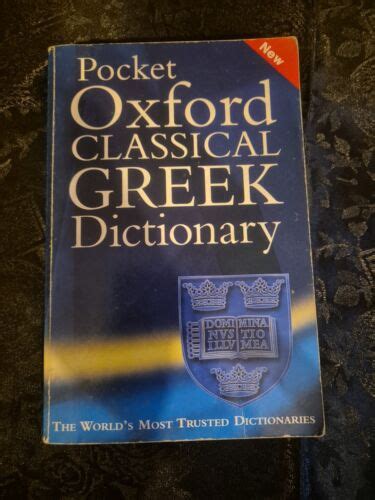 New
Pocket
Oxford
CLASSICAL
GREEK
Dictionary
DOMI MINA
NVS TIO
ILLV MEA
THE WORLD'S MOST TRUSTED DICTIONARIES